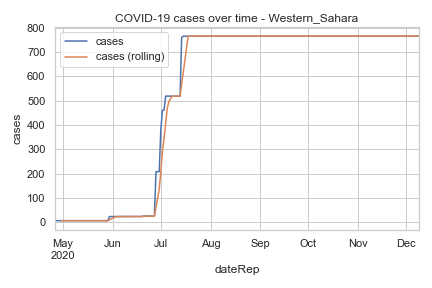 COVID-19 cases over time - Western_Sahara
800
700
600
500
400
300
200
100
0
cases
cases
cases (rolling)
May
2020
Jun
Jul
Aug
Sep
Oct
Nov
Dec
dateRep